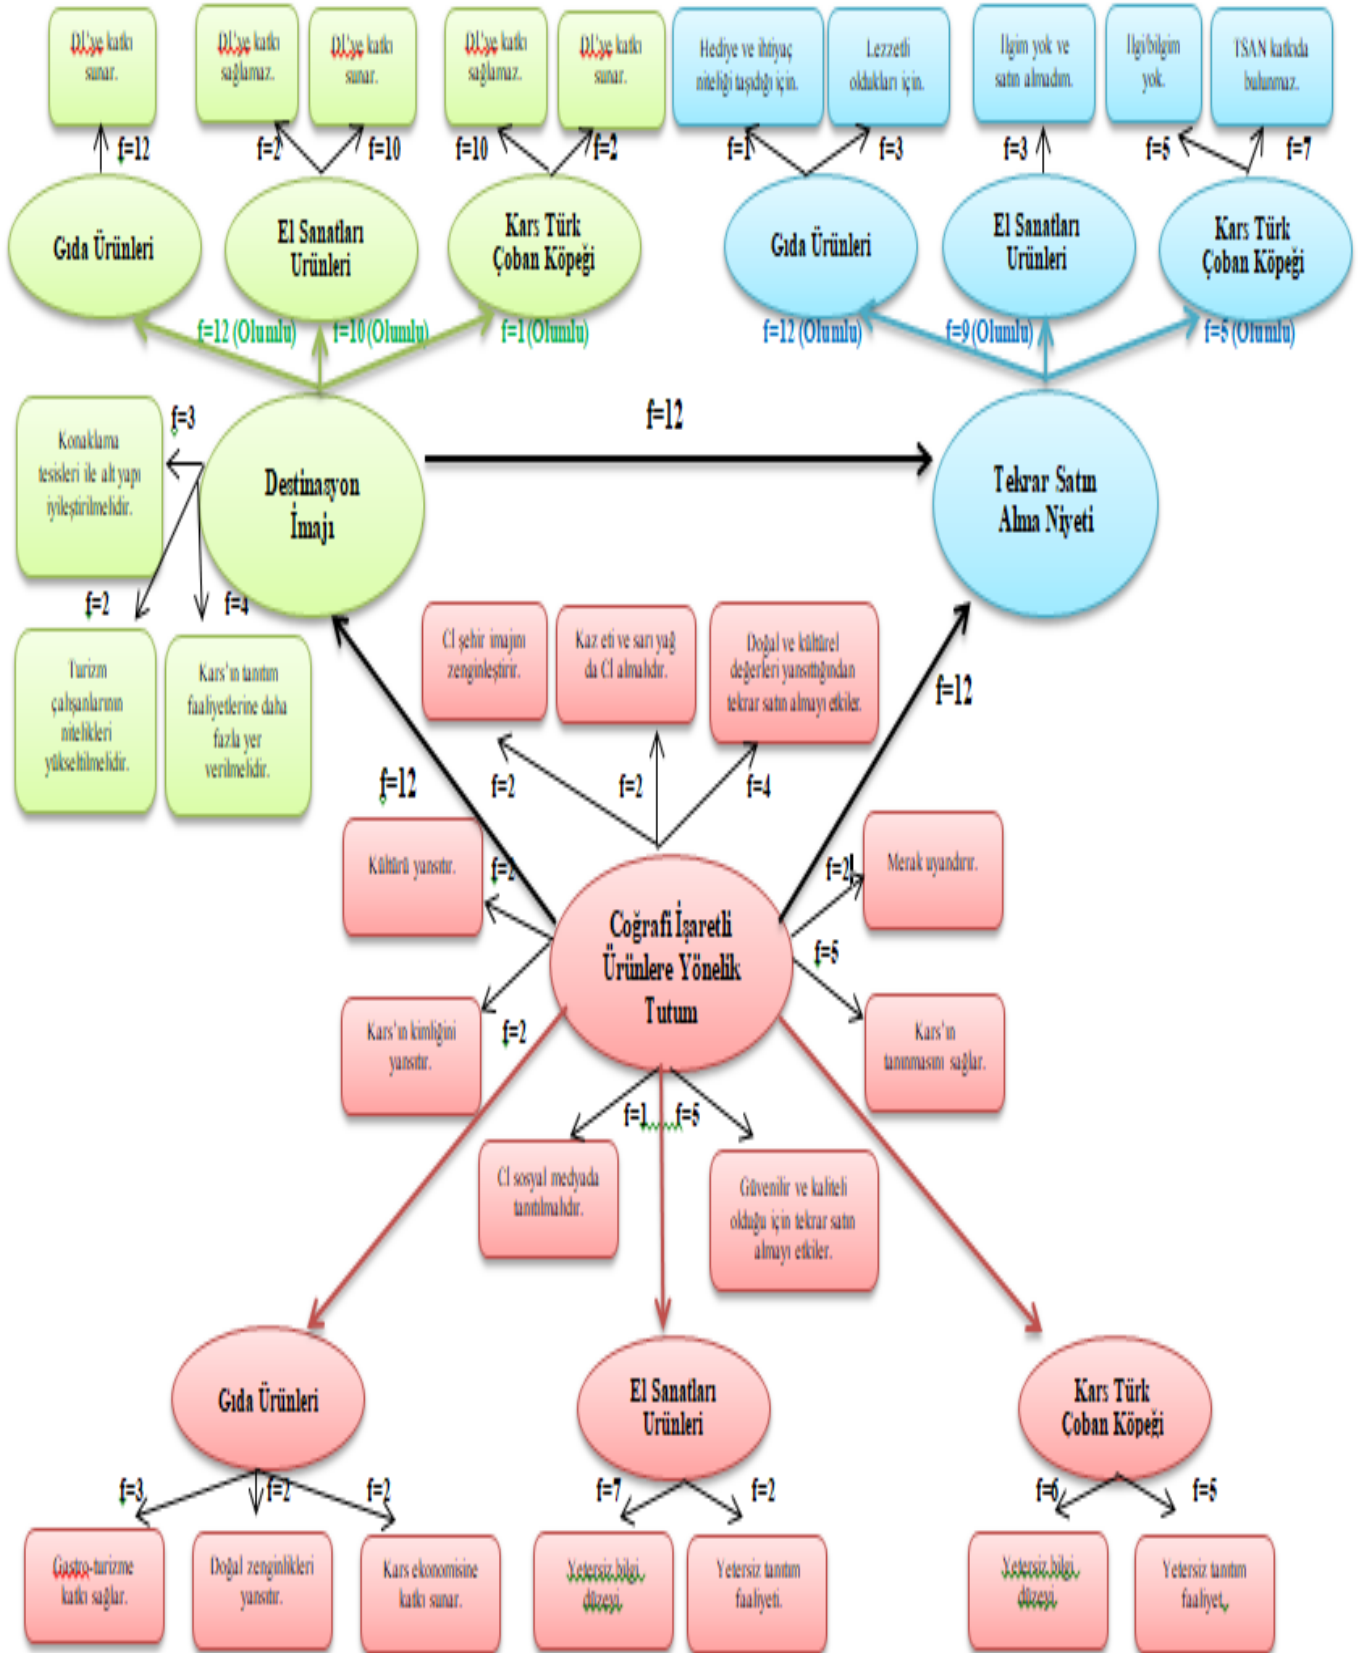 Dİ'ye katkı
sunar.
Dİ'ye katkı
sağlamaz.
Dİ'ye katkı
sunar.
Dİ'ye katkı
sağlamaz.
Dİ'ye katkı
sunar.
Hediye ve ihtiyaç
niteliği taşıdığı için.
Lezzetli
oldukları için.
İlgim yok ve
satın almadım.
İlgi/bilgim
yok.
TSAN katkıda
bulunmaz.
f=12
f=2
f=10
f=10
f=2
f=1
f=3
f=3
f=5
f=7
Gıda Ürünleri
El Sanatları
Ürünleri
Kars Türk
Çoban Köpeği
Gıda Ürünleri
El Sanatları
Ürünleri
Kars Türk
Çoban Köpeği
f=12 (Olumlu)
f=10 (Olumlu)
f=1 (Olumlu)
f=12 (Olumlu)
f=9 (Olumlu)
f=5 (Olumlu)
Konaklama
tesisleri ile alt yapı
iyileştirilmelidir.
f=3
Destinasyon
İmajı
f=12
Tekrar Satın
Alma Niyeti
f=2
f=4
Turizm
çalışanlarının
nitelikleri
yükseltilmelidir.
Kars'ın tanıtım
faaliyetlerine daha
fazla yer
verilmelidir.
Cİ şehir imajını
zenginleştirir.
Kaz eti ve sarı yağ
da Cİ almalıdır.
Doğal ve kültürel
değerleri yansıttığından
tekrar satın almayı etkiler.
f=12
f=12
f=2
f=2
f=4
Kültürü yansıtır.
f=2
f=2
Merak uyandırır.
Coğrafi İşaretli
Ürünlere Yönelik
Tutum
f=5
Kars'ın kimliğini
yansıtır.
f=2
Kars'ın
tanınmasını sağlar.
f=1
f=5
Cİ sosyal medyada
tanıtılmalıdır.
Güvenilir ve kaliteli
olduğu için tekrar satın
almayı etkiler.
Gıda Ürünleri
El Sanatları
Ürünleri
Kars Türk
Çoban Köpeği
f=3
f=2
f=2
f=7
f=2
f=6
f=5
Gastro-turizme
katkı sağlar.
Doğal zenginlikleri
yansıtır.
Kars ekonomisine
katkı sunar.
Yetersiz bilgi
düzeyi.
Yetersiz tanıtım
faaliyeti.
Yetersiz bilgi
düzeyi.
Yetersiz tanıtım
faaliyet.